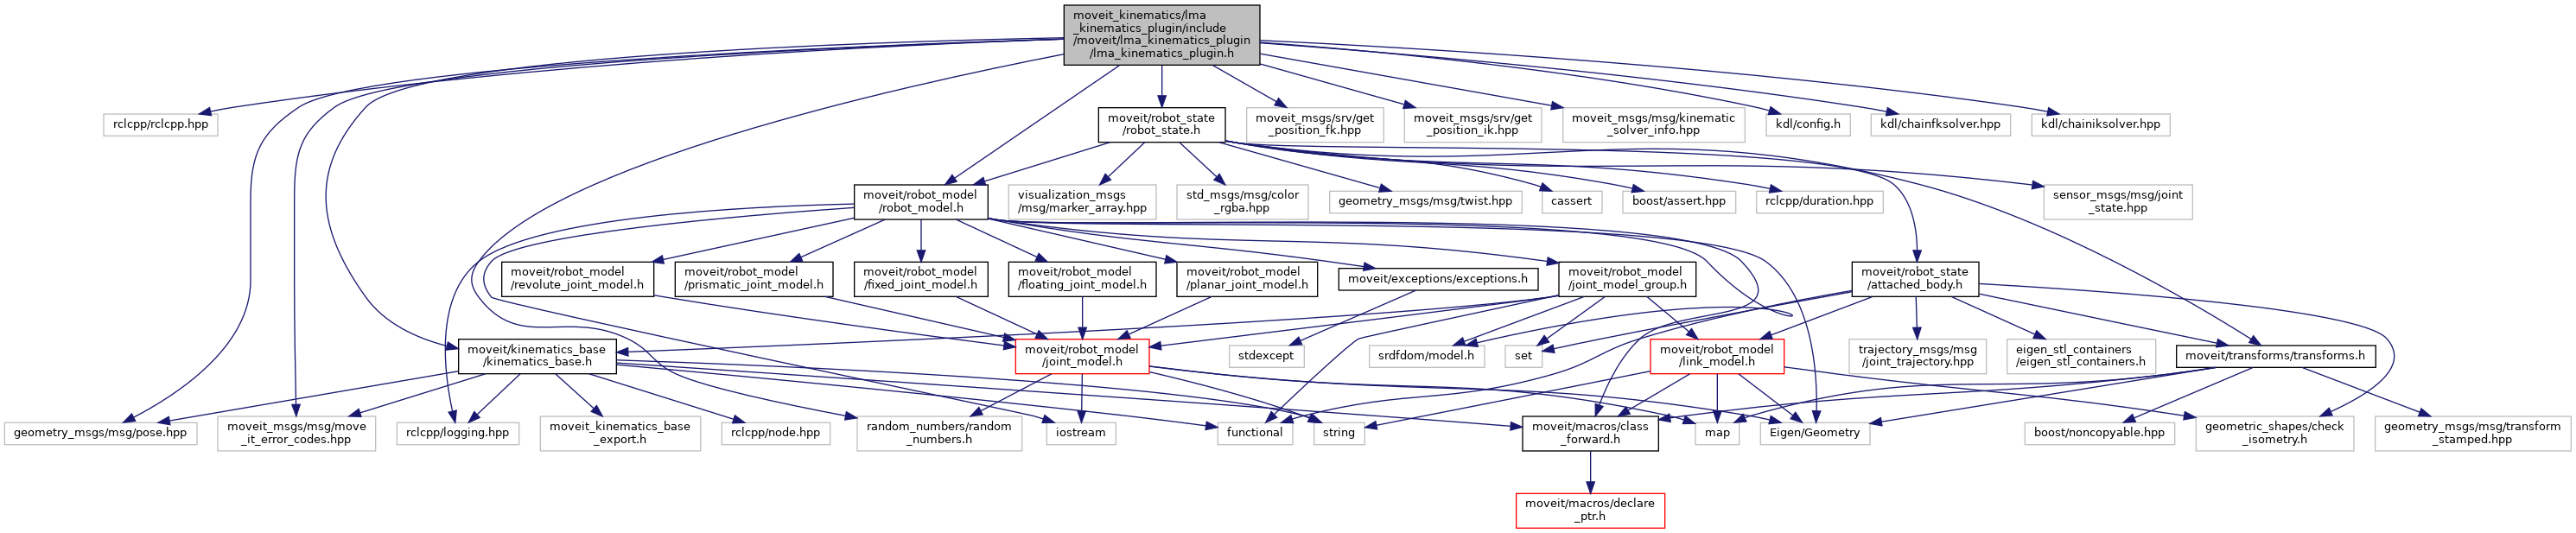 moveit_kinematics/lma
_kinematics_plugin/include
/moveit/lma_kinematics_plugin
/lma_kinematics_plugin.h
rclcpp/rclcpp.hpp
moveit/robot_state
/robot_state.h
moveit_msgs/srv/get
_position_fk.hpp
moveit_msgs/srv/get
_position_ik.hpp
moveit_msgs/msg/kinematic
_solver_info.hpp
kdl/config.h
kdl/chainfksolver.hpp
kdl/chainiksolver.hpp
moveit/robot_model
/robot_model.h
visualization_msgs
/msg/marker_array.hpp
std_msgs/msg/color
_rgba.hpp
geometry_msgs/msg/twist.hpp
cassert
boost/assert.hpp
rclcpp/duration.hpp
sensor_msgs/msg/joint
_state.hpp
moveit/robot_model
/revolute_joint_model.h
moveit/robot_model
/prismatic_joint_model.h
moveit/robot_model
/fixed_joint_model.h
moveit/robot_model
/floating_joint_model.h
moveit/robot_model
/planar_joint_model.h
moveit/exceptions/exceptions.h
moveit/robot_model
/joint_model_group.h
moveit/robot_state
/attached_body.h
moveit/kinematics_base
/kinematics_base.h
moveit/robot_model
/joint_model.h
stdexcept
srdfdom/model.h
set
moveit/robot_model
/link_model.h
trajectory_msgs/msg
/joint_trajectory.hpp
eigen_stl_containers
/eigen_stl_containers.h
moveit/transforms/transforms.h
geometry_msgs/msg/pose.hpp
moveit_msgs/msg/move
_it_error_codes.hpp
rclcpp/logging.hpp
moveit_kinematics_base
_export.h
rclcpp/node.hpp
random_numbers/random
_numbers.h
iostream
functional
string
moveit/macros/class
_forward.h
map
Eigen/Geometry
boost/noncopyable.hpp
geometric_shapes/check
_isometry.h
geometry_msgs/msg/transform
_stamped.hpp
moveit/macros/declare
_ptr.h